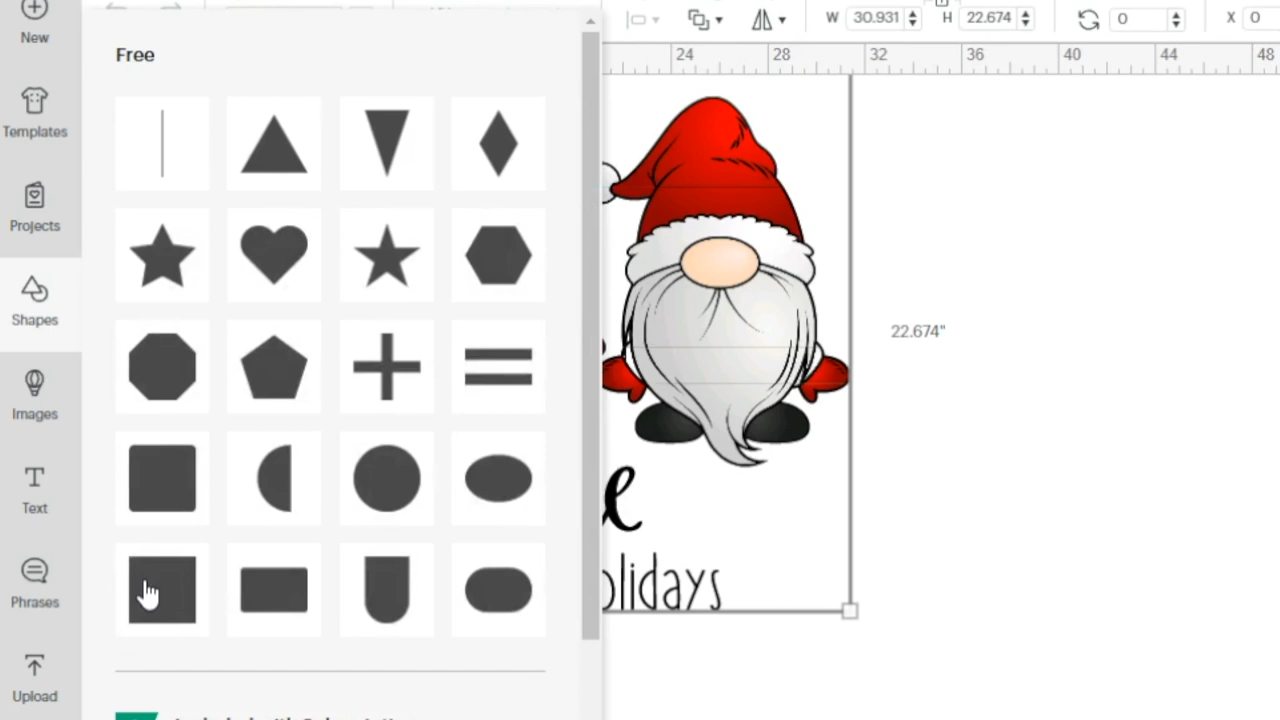 New
Templates
Projects
Shapes
Images
Text
Phrases
Upload
Free
W 30.931 H 22.674 0 X 0
24 28 32 36 40 44 48
22.674"